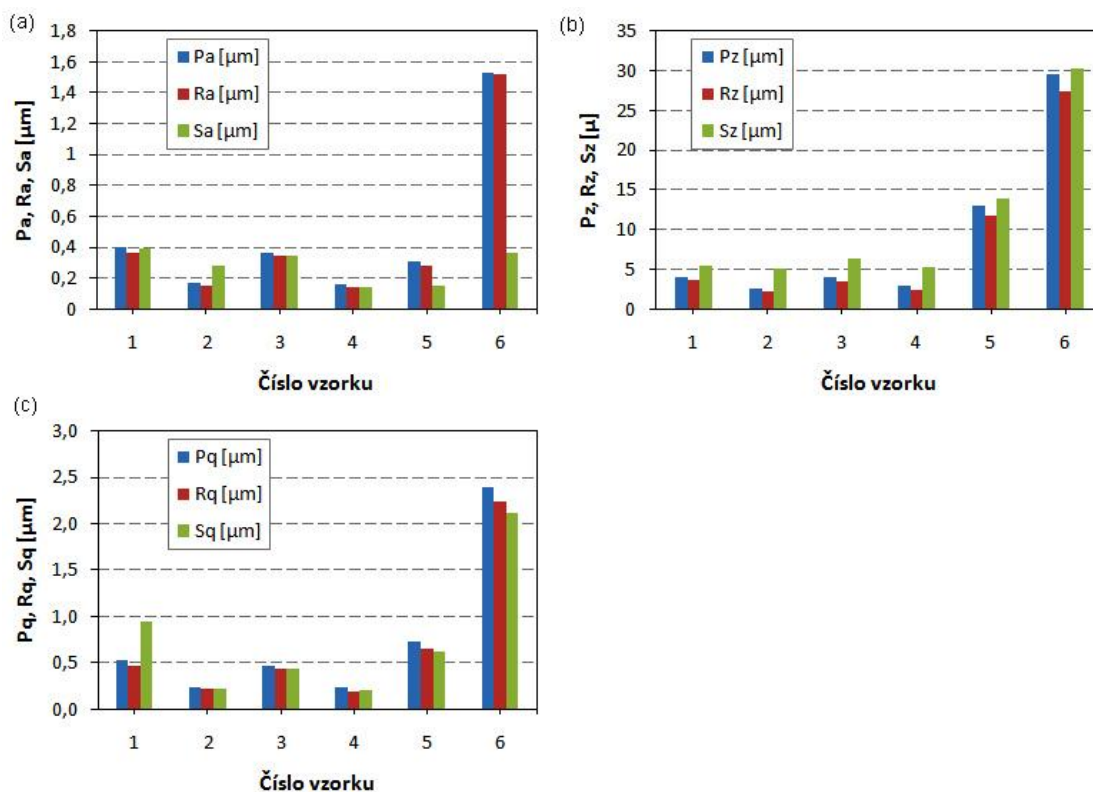 (a)
Pa, Ra, Sa [µm]
1,8
1,6
1,4
1,2
1
0,8
0,6
0,4
0,2
0
Pa [µm]
Ra [µm]
Sa [µm]
1 2 3 4 5 6
Číslo vzorku
(b)
Pz, Rz, Sz [µ]
35
30
25
20
15
10
5
0
Pz [µm]
Rz [µm]
Sz [µm]
1 2 3 4 5 6
Číslo vzorku
(c)
Pq, Rq, Sq [µm]
3,0
2,5
2,0
1,5
1,0
0,5
0,0
Pq [µm]
Rq [µm]
Sq [µm]
1 2 3 4 5 6
Číslo vzorku